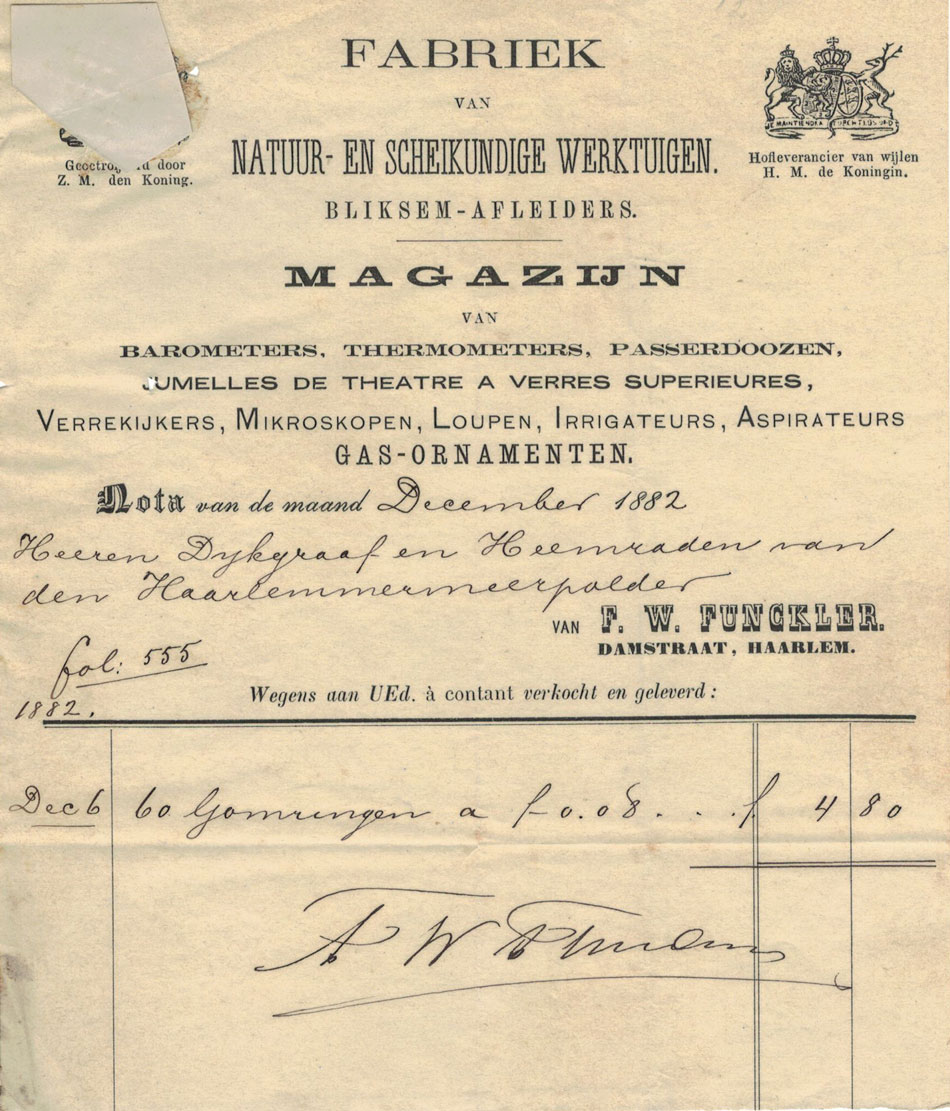 FABRIEK
VAN
NATUUR- EN SCHEIKUNDIGE WERKTUIGEN.
BLIKSEM-AFLEIDERS.
door
Z. M. den Koning.
JE MAINTIENDRAI
Hofleverancier van wijlen
H. M. de Koningin.
MAGAZIJN
VAN
BAROMETERS, THERMOMETERS, PASSERDOOZEN,
JUMELLES DE THEATRE A VERRES SUPERIEURES,
VERREKIJKERS, MIKROSKOPEN, LOUPEN, IRRIGATEURS, ASPIRATEURS
GAS-ORNAMENTEN.
Nota van de maand December 1882
Heeren Dykgraaf en Heemraden van
den Haarlemmermeerpolder
VAN F. W. FUNCKLER.
DAMSTRAAT, HAARLEM.
fol: 555
1882.
Wegens aan UEd. à contant verkocht en geleverd:
Dec 6 60 Gomringen a f 0.08 . . f 4 80